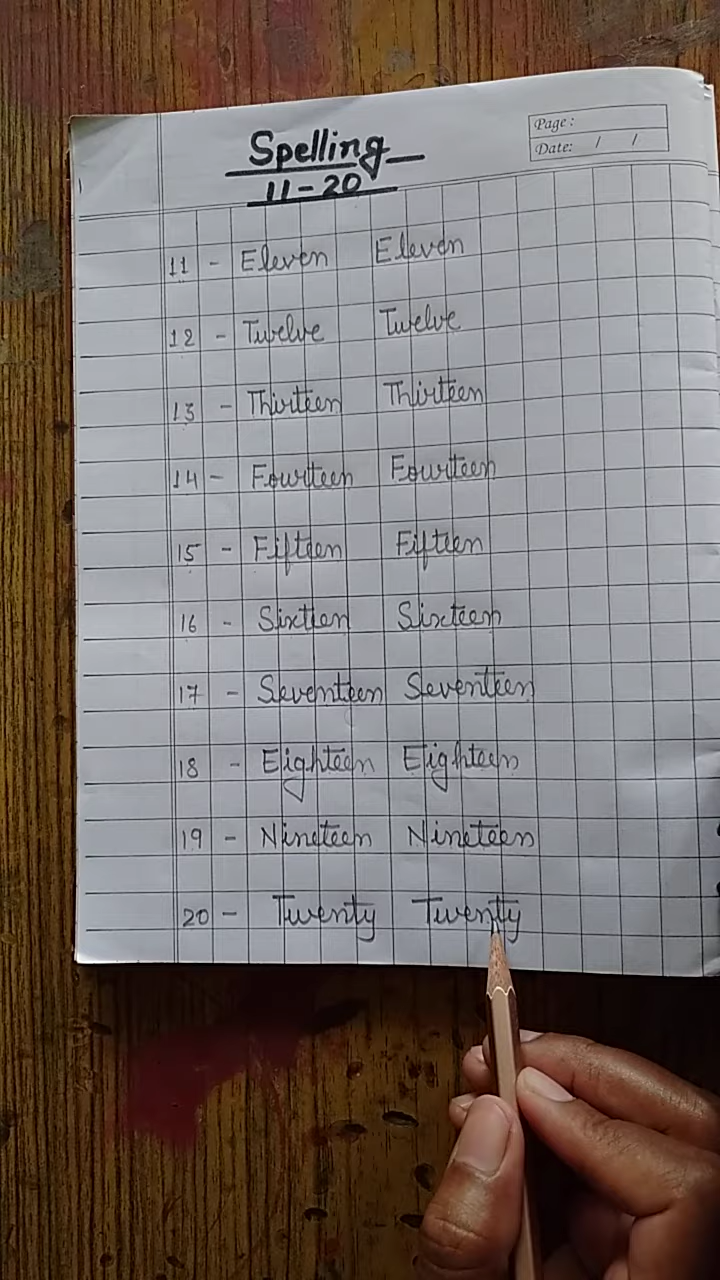 Page:
Date: / /
Spelling
11-20
11 - Eleven Eleven
12 - Twelve Twelve
13 - Thirteen Thirteen
14 - Fourteen Fourteen
15 - Fifteen Fifteen
16 - Sixteen Sixteen
17 - Seventeen Seventeen
18 - Eighteen Eighteen
19 - Nineteen Nineteen
20 - Twenty Twenty